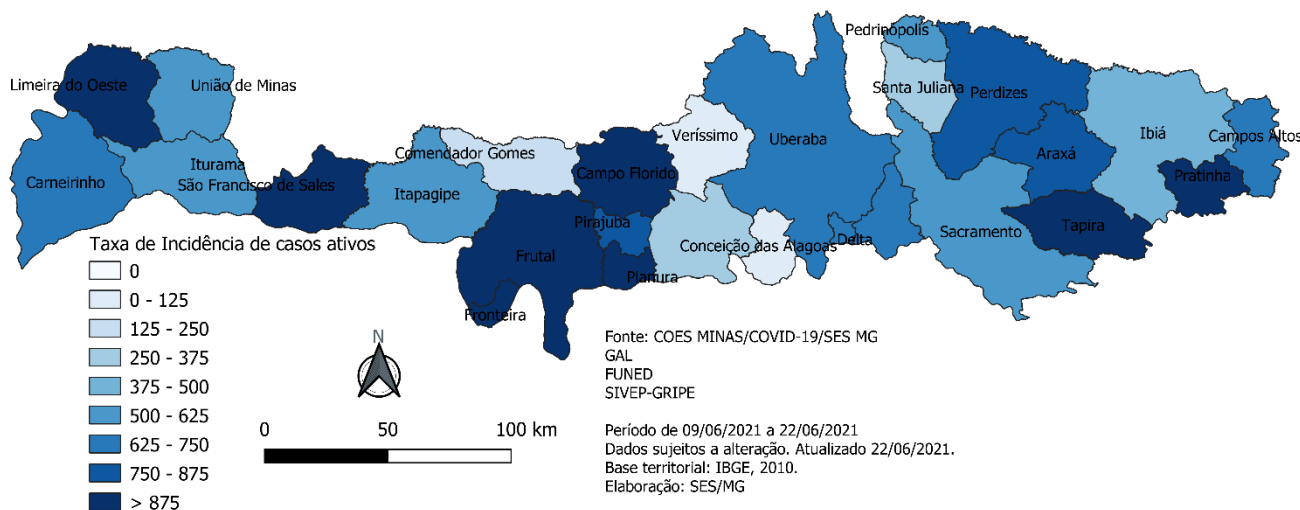 Pedrinópolis
Limeira do Oeste
União de Minas
Santa Juliana
Perdizes
Veríssimo
Uberaba
Ibiá
Campos Altos
Comendador Gomes
Araxá
Iturama
Campo Florido
Pratinha
Carneirinho
São Francisco de Sales
Itapagipe
Pirajuba
Tapira
Sacramento
Conceição das Alagoas
Delta
Frutal
Planura
Fronteira
Taxa de Incidência de casos ativos
0
0 - 125
125 - 250
250 - 375
375 - 500
500 - 625
625 - 750
750 - 875
> 875
N
0 50 100 km
Fonte: COES MINAS/COVID-19/SES MG
GAL
FUNED
SIVEP-GRIPE
Período de 09/06/2021 a 22/06/2021
Dados sujeitos a alteração. Atualizado 22/06/2021.
Base territorial: IBGE, 2010.
Elaboração: SES/MG